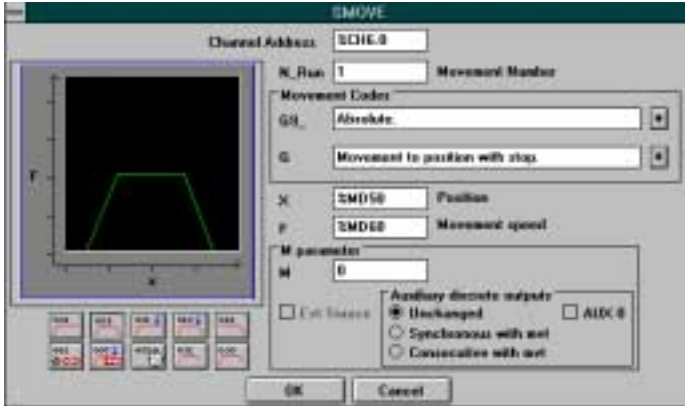 SMOVE
Channel Address %CH6.0
N_Run 1 Movement Number
Movement Codes
G9_ Absolute.
G Movement to position with stop.
X %MD50 Position
F %MD60 Movement speed
M parameter
M 0
Ext Source
Auxiliary discrete outputs
Unchanged AUX 0
Synchronous with mvt
Consecutive with mvt
F
X
OK Cancel